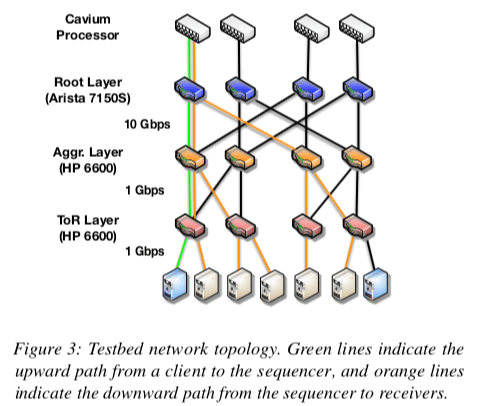 Cavium
Processor
Root Layer
(Arista 7150S)
10 Gbps
Aggr. Layer
(HP 6600)
1 Gbps
ToR Layer
(HP 6600)
1 Gbps
Figure 3: Testbed network topology. Green lines indicate the
upward path from a client to the sequencer, and orange lines
indicate the downward path from the sequencer to receivers.